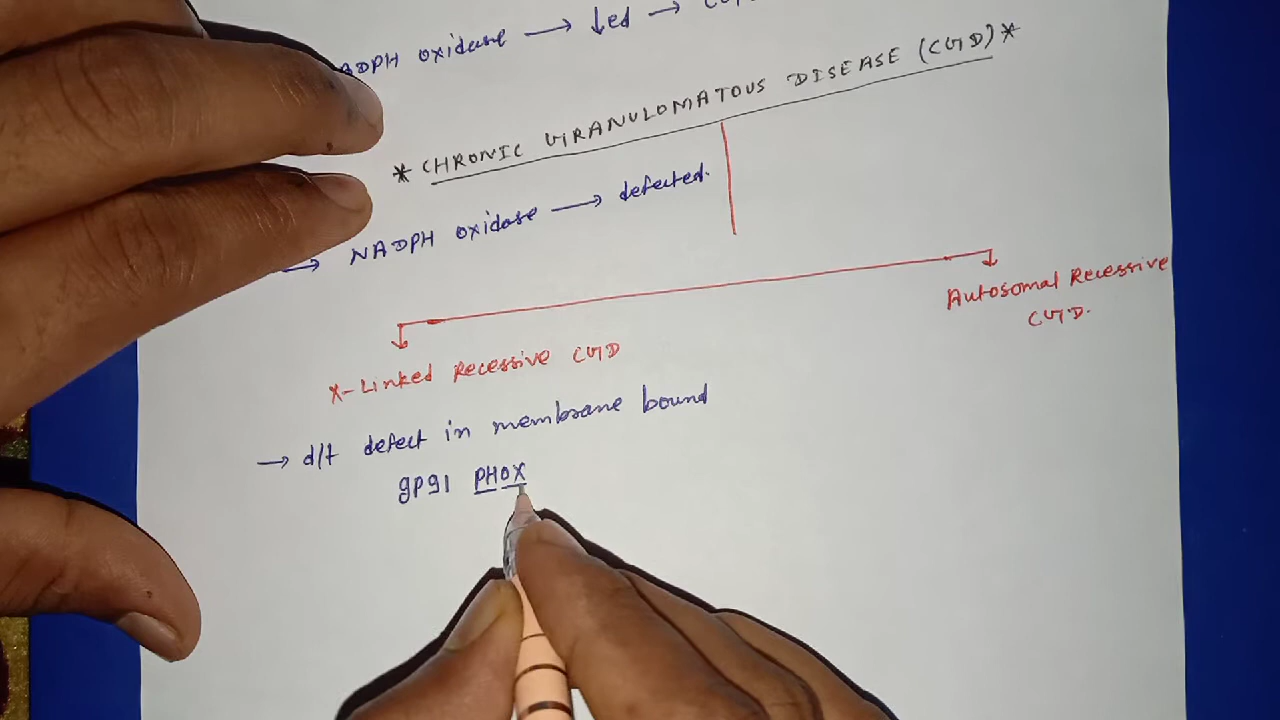 ADPH oxidase → ↓ed →
* CHRONIC GRANULOMATOUS DISEASE (CGD) *
→ NADPH oxidase → defected.
Autosomal Recessive
CGD.
X-Linked Recessive CGD
→ d/t defect in membrane bound
gp91 PHOX